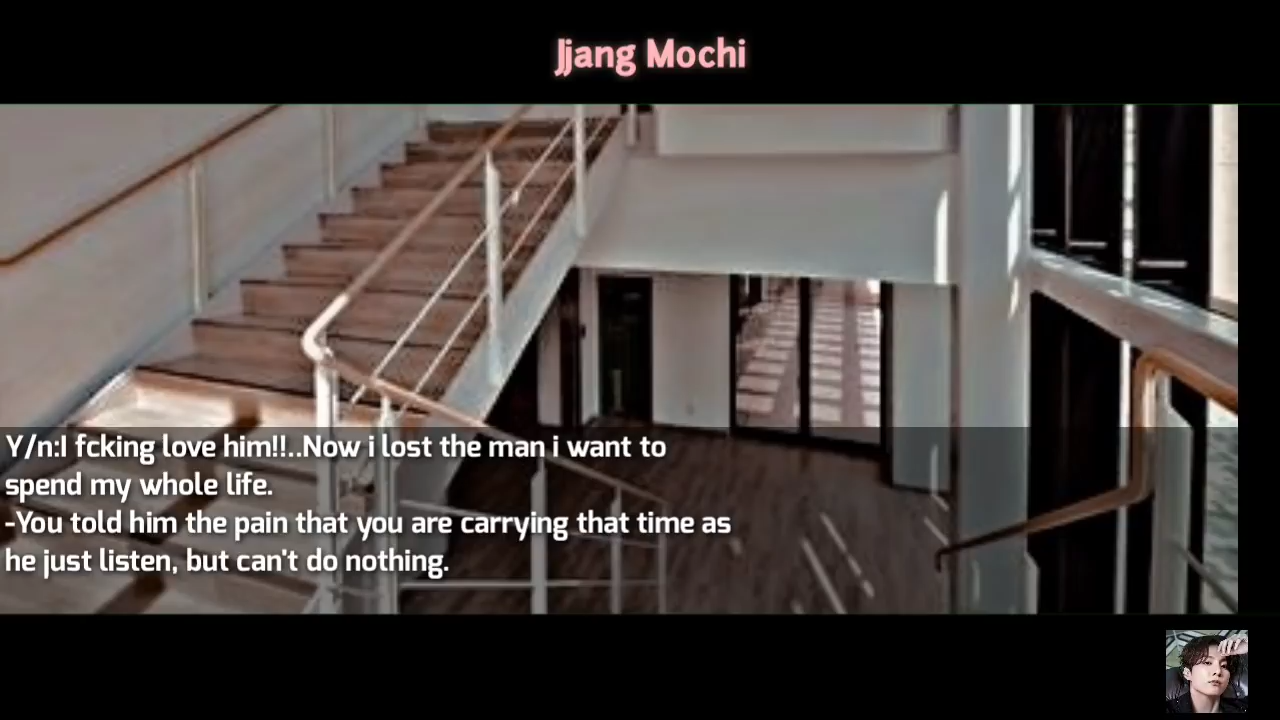 Jjang Mochi
Y/n:I fcking love him!!..Now i lost the man i want to
spend my whole life.
-You told him the pain that you are carrying that time as
he just listen, but can't do nothing.